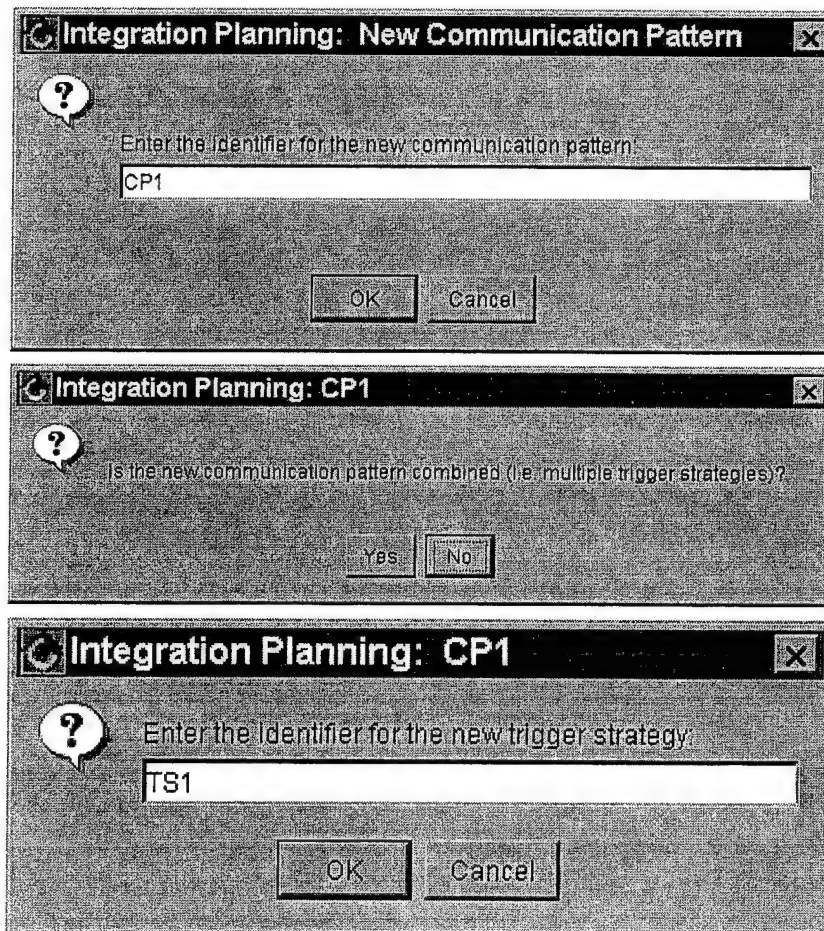 Integration Planning: New Communication Pattern
?
Enter the identifier for the new communication pattern:
CP1
OK Cancel
Integration Planning: CP1
?
Is the new communication pattern combined (i.e. multiple trigger strategies)?
Yes No
Integration Planning: CP1
?
Enter the identifier for the new trigger strategy:
TS1
OK Cancel